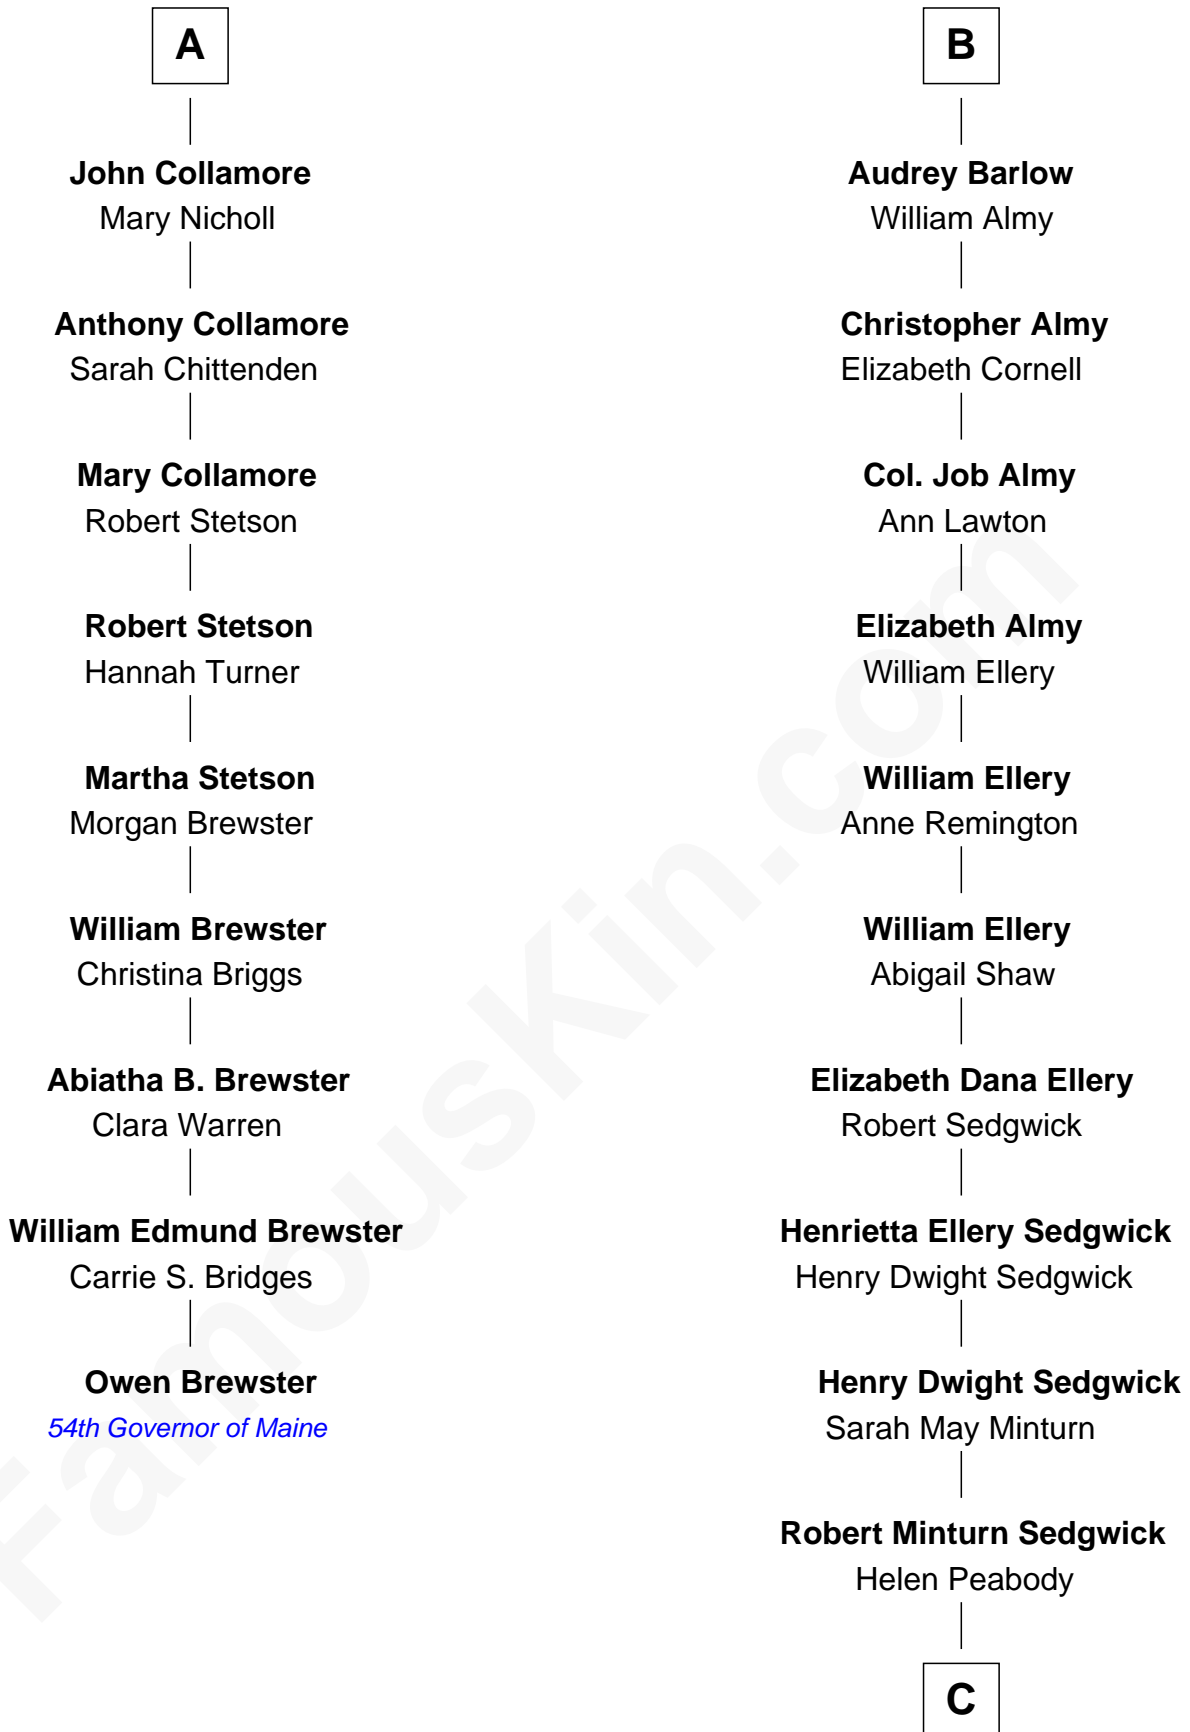 A
John Collamore
Mary Nicholl
Anthony Collamore
Sarah Chittenden
Mary Collamore
Robert Stetson
Robert Stetson
Hannah Turner
Martha Stetson
Morgan Brewster
William Brewster
Christina Briggs
Abiatha B. Brewster
Clara Warren
William Edmund Brewster
Carrie S. Bridges
Owen Brewster
54th Governor of Maine
B
Audrey Barlow
William Almy
Christopher Almy
Elizabeth Cornell
Col. Job Almy
Ann Lawton
Elizabeth Almy
William Ellery
William Ellery
Anne Remington
William Ellery
Abigail Shaw
Elizabeth Dana Ellery
Robert Sedgwick
Henrietta Ellery Sedgwick
Henry Dwight Sedgwick
Henry Dwight Sedgwick
Sarah May Minturn
Robert Minturn Sedgwick
Helen Peabody
C
FamousKin.com